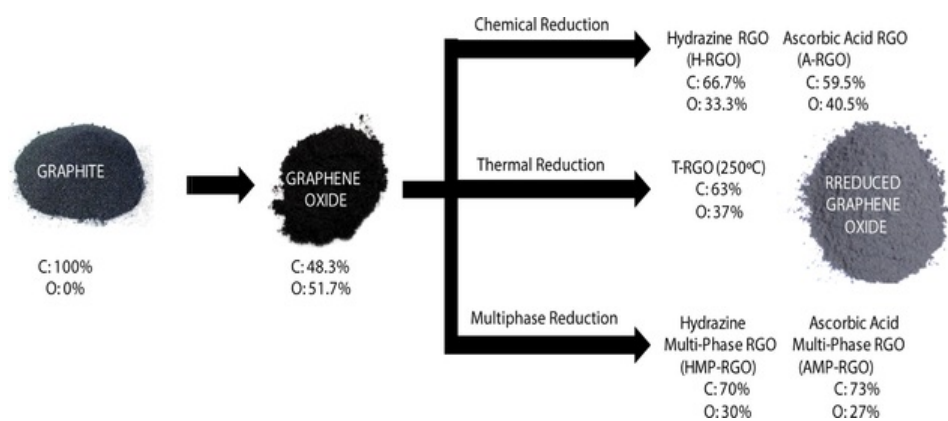 GRAPHITE
C: 100%
O: 0%
GRAPHENE
OXIDE
C: 48.3%
O: 51.7%
Chemical Reduction
Hydrazine RGO
(H-RGO)
C: 66.7%
O: 33.3%
Ascorbic Acid RGO
(A-RGO)
C: 59.5%
O: 40.5%
Thermal Reduction
T-RGO (250ºC)
C: 63%
O: 37%
RREDUCED
GRAPHENE
OXIDE
Multiphase Reduction
Hydrazine
Multi-Phase RGO
(HMP-RGO)
C: 70%
O: 30%
Ascorbic Acid
Multi-Phase RGO
(AMP-RGO)
C: 73%
O: 27%